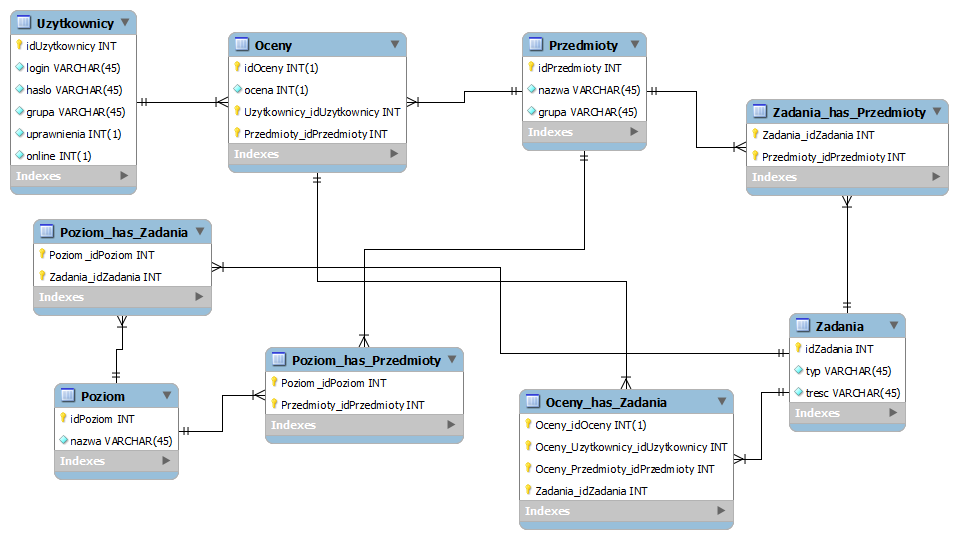 Uzytkownicy
idUzytkownicy INT
login VARCHAR(45)
haslo VARCHAR(45)
grupa VARCHAR(45)
uprawnienia INT(1)
online INT(1)
Indexes
Oceny
idOceny INT(1)
ocena INT(1)
Uzytkownicy_idUzytkownicy INT
Przedmioty_idPrzedmioty INT
Indexes
Przedmioty
idPrzedmioty INT
nazwa VARCHAR(45)
grupa VARCHAR(45)
Indexes
Zadania_has_Przedmioty
Zadania_idZadania INT
Przedmioty_idPrzedmioty INT
Indexes
Poziom_has_Zadania
Poziom_idPoziom INT
Zadania_idZadania INT
Indexes
Poziom
idPoziom INT
nazwa VARCHAR(45)
Indexes
Poziom_has_Przedmioty
Poziom_idPoziom INT
Przedmioty_idPrzedmioty INT
Indexes
Oceny_has_Zadania
Oceny_idOceny INT(1)
Oceny_Uzytkownicy_idUzytkownicy INT
Oceny_Przedmioty_idPrzedmioty INT
Zadania_idZadania INT
Indexes
Zadania
idZadania INT
typ VARCHAR(45)
tresc VARCHAR(45)
Indexes